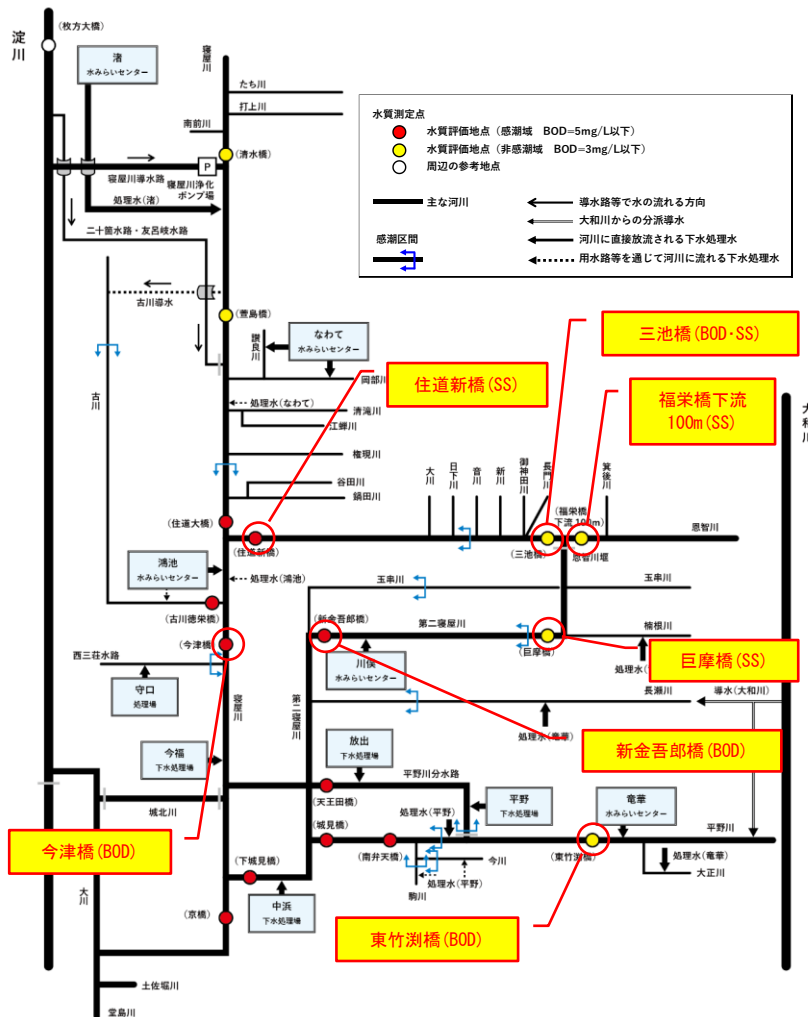 淀川
(枚方大橋)
渚
水みらいセンター
寝屋川
たち川
打上川
南前川
(清水橋)
P
寝屋川導水路
寝屋川浄化
ポンプ場
処理水(渚)
二十箇水路・友呂岐水路
古川導水
(萱島橋)
讃良川
なわて
水みらいセンター
岡部川
古川
処理水(なわて)
清滝川
江蝉川
権現川
谷田川
鍋田川
水質測定点
水質評価地点(感潮域 BOD=5mg/L以下)
水質評価地点(非感潮域 BOD=3mg/L以下)
周辺の参考地点
主な河川
導水路等で水の流れる方向
大和川からの分派導水
感潮区間
河川に直接放流される下水処理水
用水路等を通じて河川に流れる下水処理水
三池橋(BOD・SS)
住道新橋(SS)
福栄橋下流
100m(SS)
大和川
大川
日下川
音川
新川
御神田川
長門川
箕後川
(福栄橋
下流100m)
恩智川
(住道大橋)
(住道新橋)
(三池橋)
恩智川堰
鴻池
水みらいセンター
処理水(鴻池)
玉串川
玉串川
(古川徳栄橋)
(新金吾郎橋)
第二寝屋川
楠根川
(今津橋)
(巨摩橋)
西三荘水路
川俣
水みらいセンター
処理水(
巨摩橋(SS)
守口
処理場
寝屋川
第二寝屋川
長瀬川
導水(大和川)
処理水(竜華)
新金吾郎橋(BOD)
今福
下水処理場
放出
下水処理場
平野川分水路
(天王田橋)
平野
下水処理場
竜華
水みらいセンター
城北川
処理水(平野)
(城見橋)
平野川
今津橋(BOD)
(南弁天橋)
(東竹渕橋)
処理水(竜華)
大正川
今川
(下城見橋)
処理水(平野)
駒川
大川
中浜
下水処理場
(京橋)
東竹渕橋(BOD)
土佐堀川
堂島川